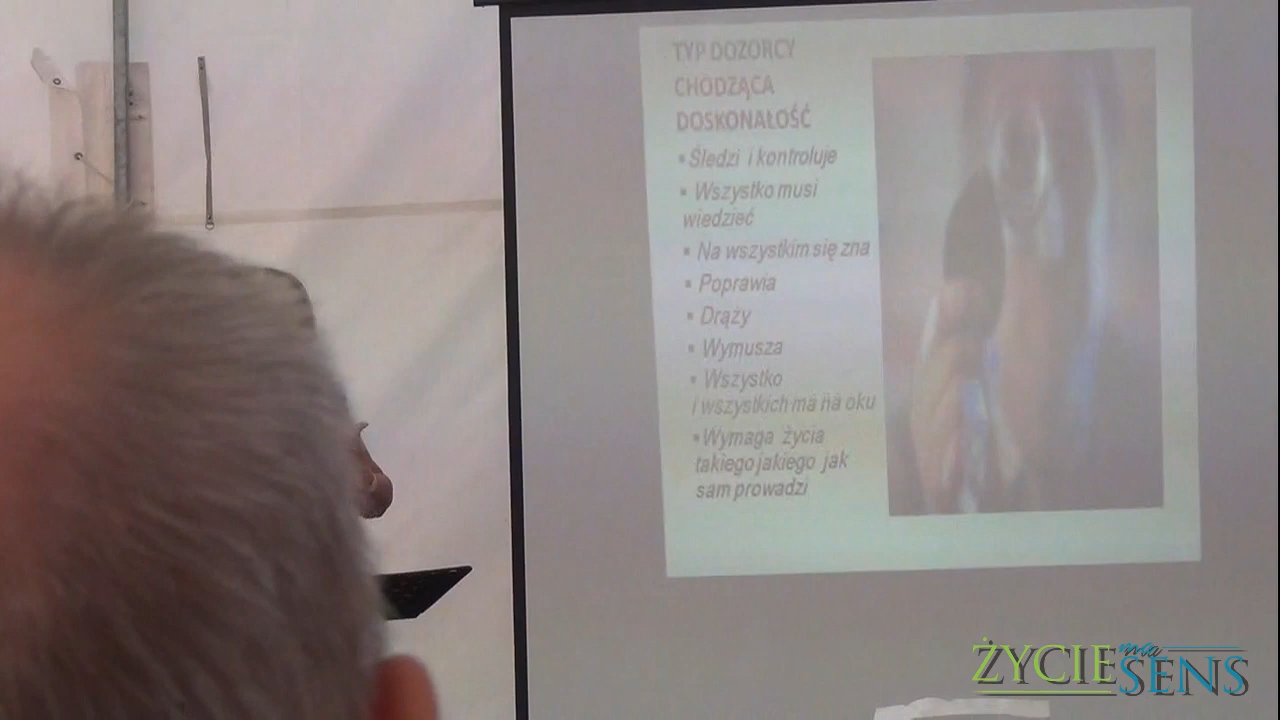 TYP DOZORCY
CHODZĄCA
DOSKONAŁOŚĆ
▪ Śledzi i kontroluje
▪ Wszystko musi
wiedzieć
▪ Na wszystkim się zna
▪ Poprawia
▪ Drąży
▪ Wymusza
▪ Wszystko
i wszystkich ma na oku
▪ Wymaga życia
takiego jakiego jak
sam prowadzi
ŻYCIE ma
SENS